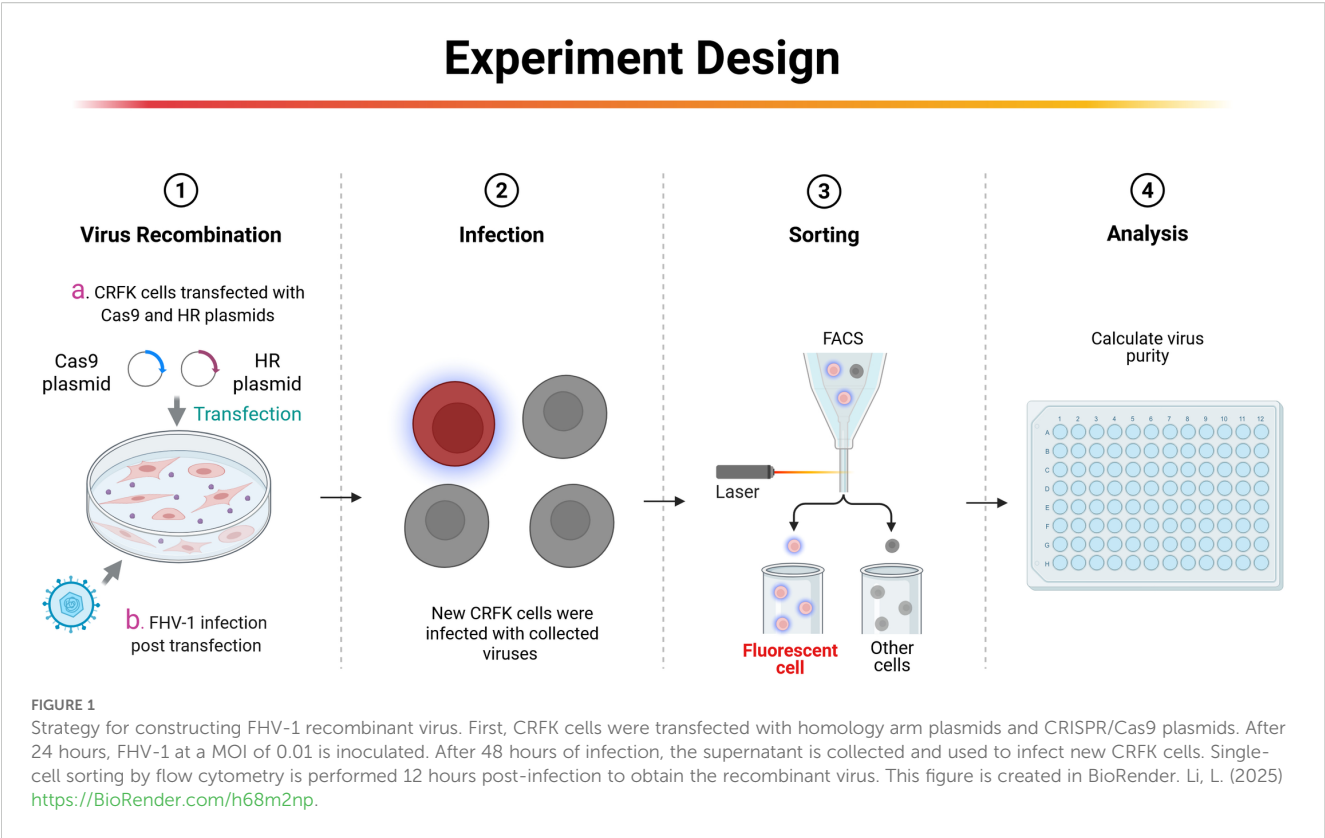 Experiment Design
1
Virus Recombination
a. CRFK cells transfected with
Cas9 and HR plasmids
Cas9
plasmid
HR
plasmid
Transfection
b. FHV-1 infection
post transfection
2
Infection
New CRFK cells were
infected with collected
viruses
3
Sorting
FACS
Laser
Fluorescent
cell
Other
cells
4
Analysis
Calculate virus
purity
1 2 3 4 5 6 7 8 9 10 11 12
A
B
C
D
E
F
G
H
FIGURE 1
Strategy for constructing FHV-1 recombinant virus. First, CRFK cells were transfected with homology arm plasmids and CRISPR/Cas9 plasmids. After
24 hours, FHV-1 at a MOI of 0.01 is inoculated. After 48 hours of infection, the supernatant is collected and used to infect new CRFK cells. Single-
cell sorting by flow cytometry is performed 12 hours post-infection to obtain the recombinant virus. This figure is created in BioRender. Li, L. (2025)
https://BioRender.com/h68m2np.